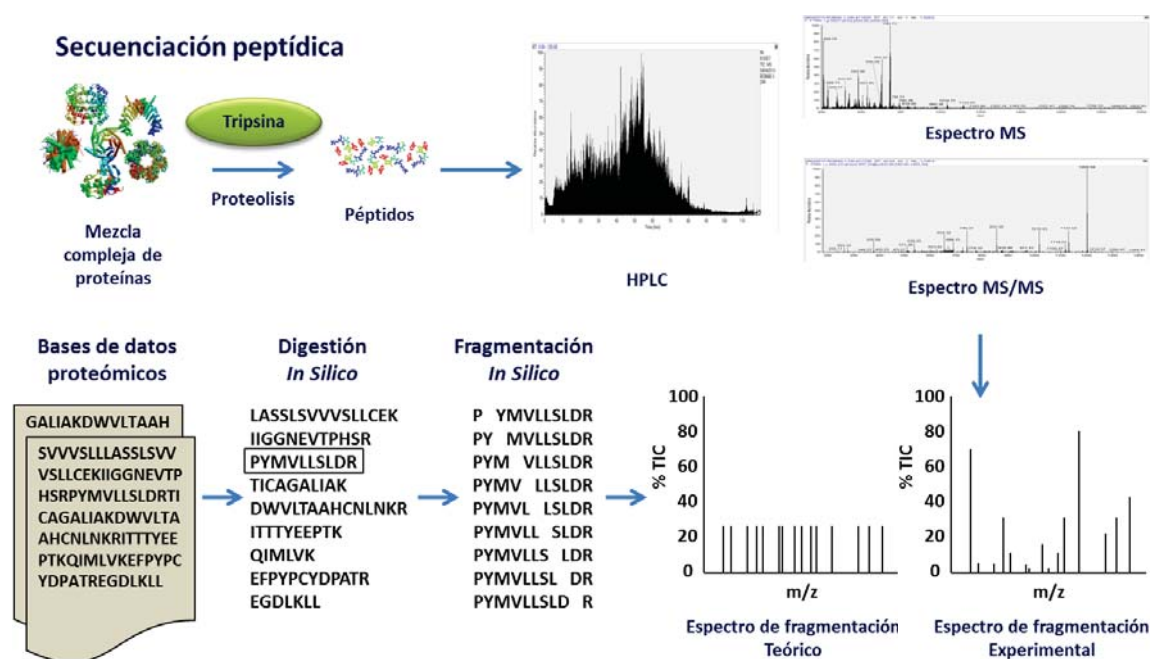 Secuenciación peptídica
Tripsina
Proteolisis
Péptidos
Mezcla
compleja de
proteínas
HPLC
Espectro MS
Espectro MS/MS
Bases de datos
proteómicos
GALIAKDWVLTAAH
SVVVSLLLASSLSVV
VSLLCEKIIGGNEVTP
HSRPYMVLLSLDRTI
CAGALIAKDWVLTA
AHCNLNKRITTTYEE
PTKQIMLVKEFPYPC
YDPATREGDLKLL
Digestión
In Silico
LASSLSVVVSLLCEK
IIGGNEVTPHSR
PYMVLLSLDR
TICAGALIAK
DWVLTAAHCNLNKR
ITTTYEEPTK
QIMLVK
EFPYPCYDPATR
EGDLKLL
Fragmentación
In Silico
P YMVLLSLDR
PY MVLLSLDR
PYM VLLSLDR
PYMV LLSLDR
PYMVL LSLDR
PYMVLL SLDR
PYMVLLS LDR
PYMVLLSL DR
PYMVLLSLD R
% TIC
100
80
60
40
20
0
m/z
Espectro de fragmentación
Teórico
% TIC
100
80
60
40
20
0
m/z
Espectro de fragmentación
Experimental